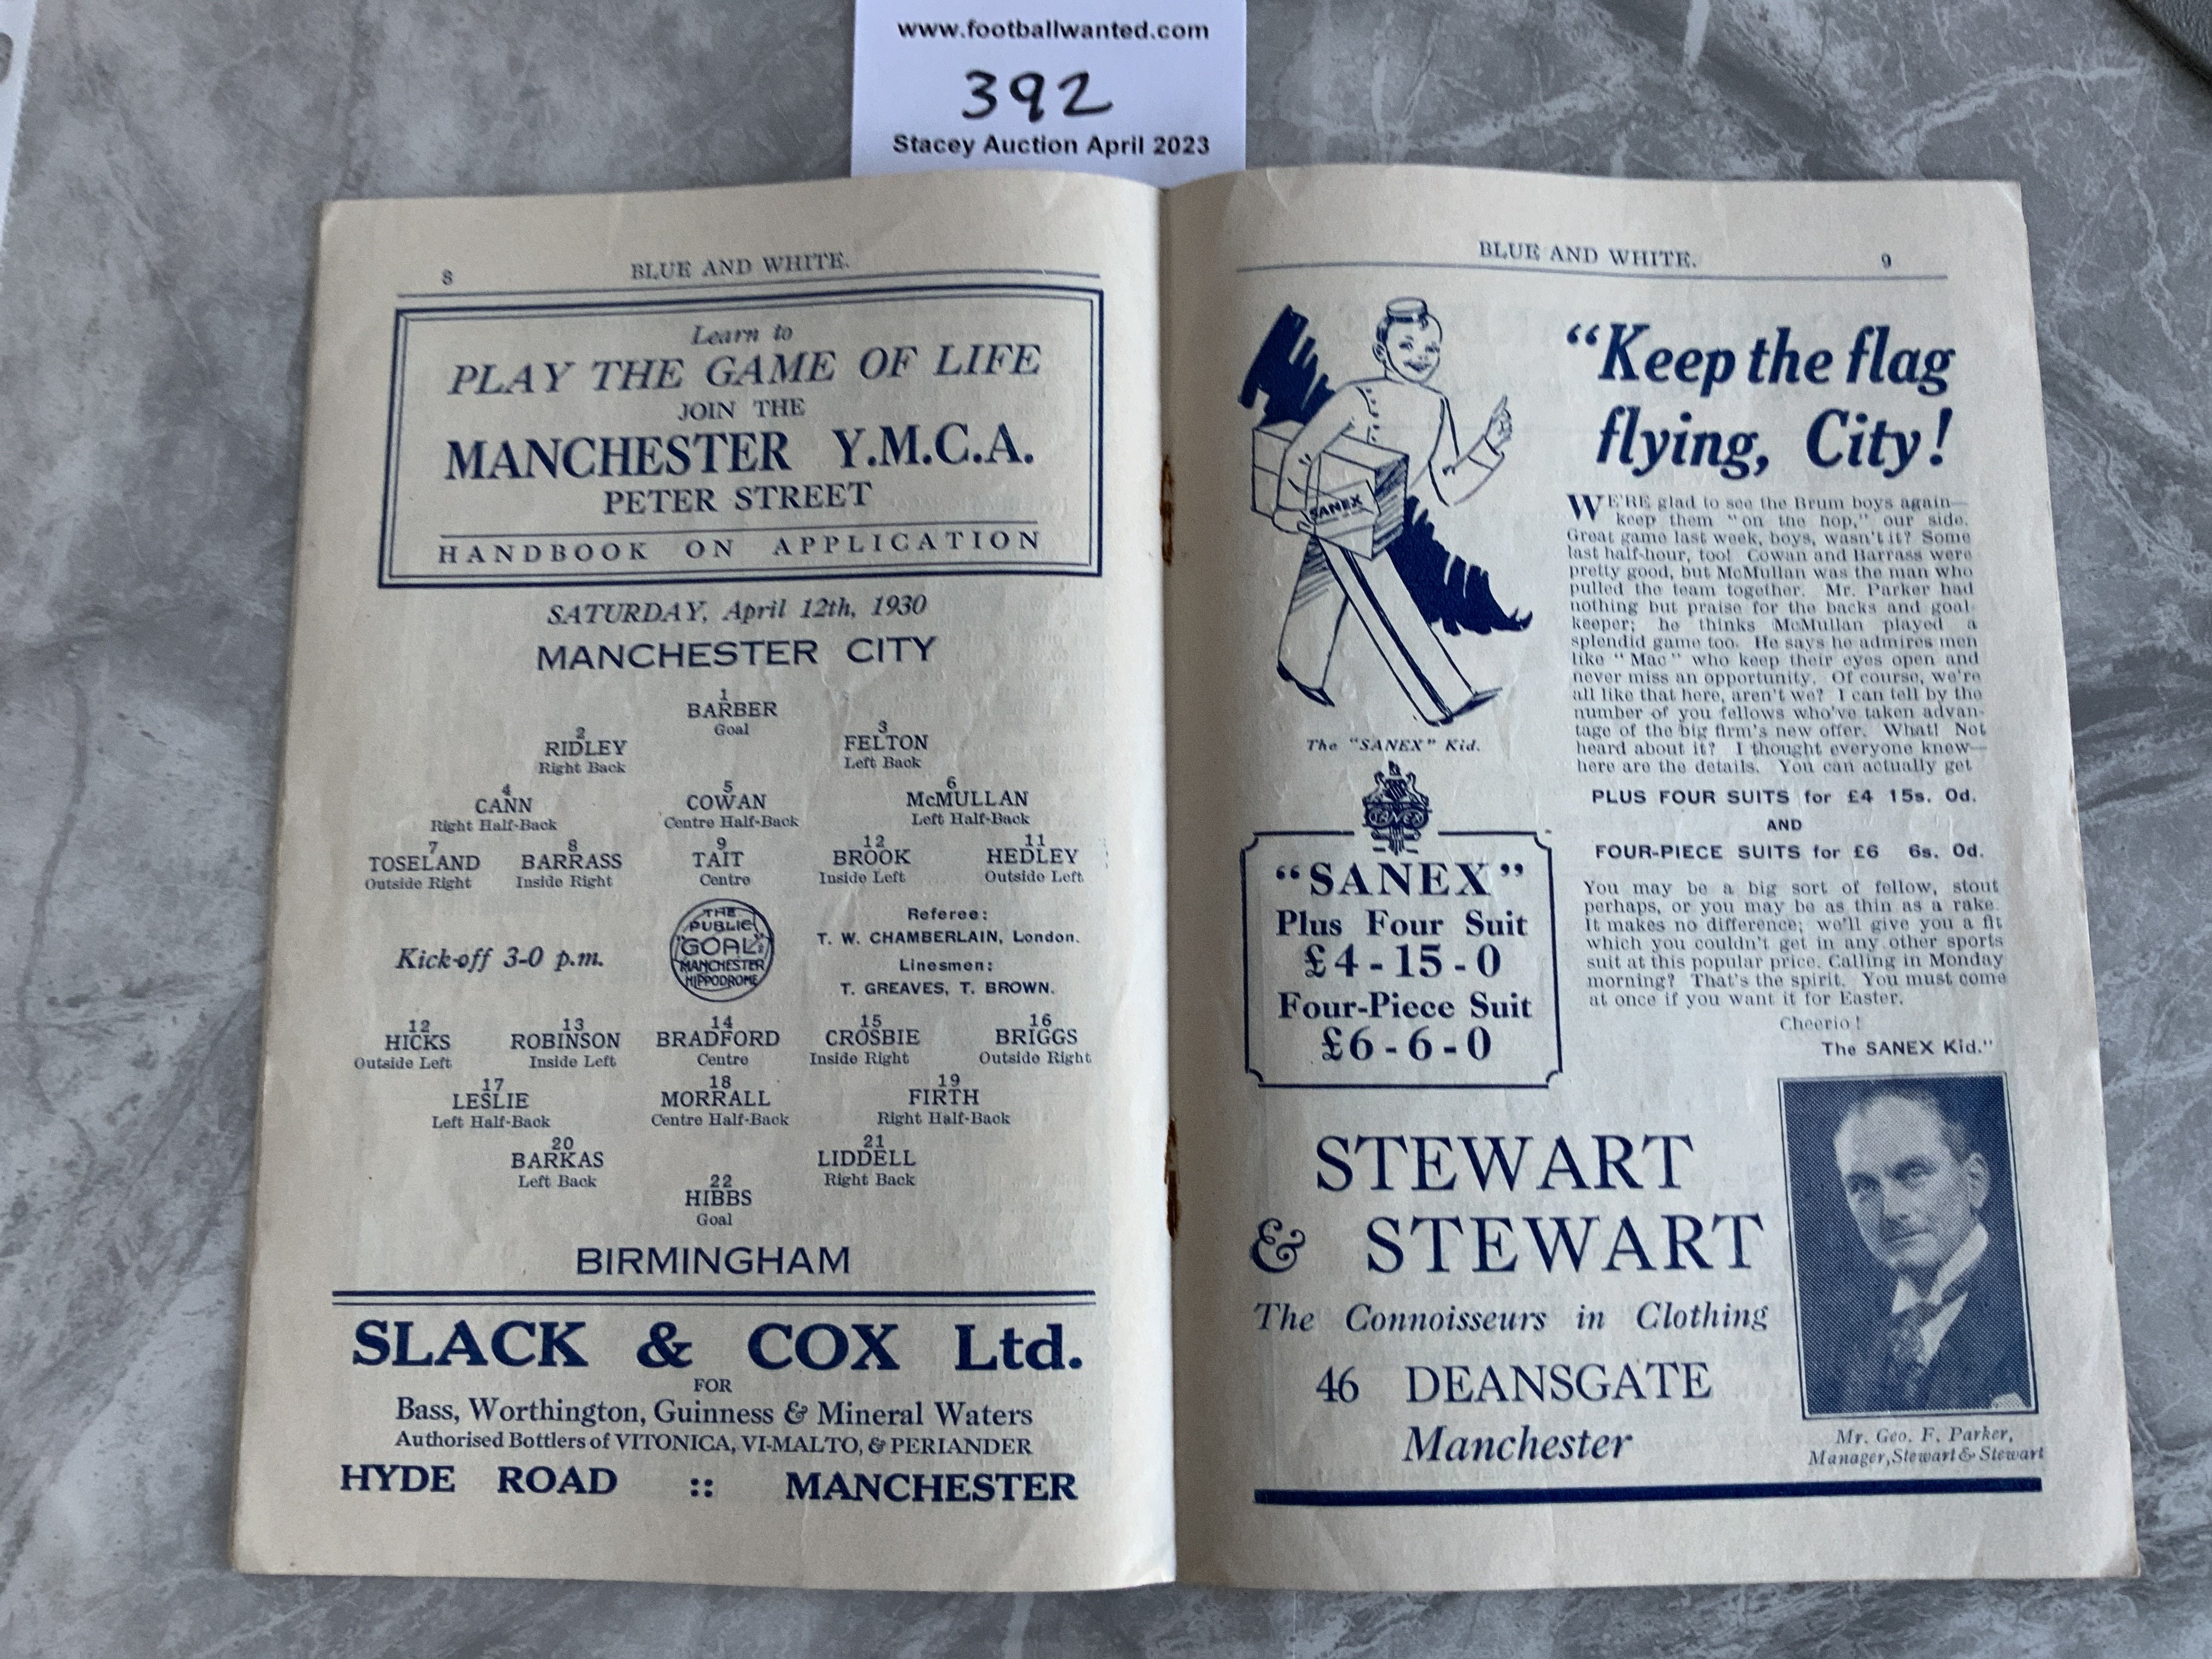 www.footballwanted.com
392
Stacey Auction April 2023
8 BLUE AND WHITE.
Learn to
PLAY THE GAME OF LIFE
JOIN THE
MANCHESTER Y.M.C.A.
PETER STREET
HANDBOOK ON APPLICATION
SATURDAY, April 12th, 1930
MANCHESTER CITY
1
BARBER
Goal
2 3
RIDLEY FELTON
Right Back Left Back
4 5 6
CANN COWAN McMULLAN
Right Half-Back Centre Half-Back Left Half-Back
7 8 9 12 11
TOSELAND BARRASS TAIT BROOK HEDLEY
Outside Right Inside Right Centre Inside Left Outside Left
Kick-off 3-0 p.m.
THE
PUBLIC
"GOAL"
MANCHESTER
HIPPODROME
Referee:
T. W. CHAMBERLAIN, London.
Linesmen:
T. GREAVES, T. BROWN.
12 13 14 15 16
HICKS ROBINSON BRADFORD CROSBIE BRIGGS
Outside Left Inside Left Centre Inside Right Outside Right
17 18 19
LESLIE MORRALL FIRTH
Left Half-Back Centre Half-Back Right Half-Back
20 21
BARKAS LIDDELL
Left Back Right Back
22
HIBBS
Goal
BIRMINGHAM
SLACK & COX Ltd.
FOR
Bass, Worthington, Guinness & Mineral Waters
Authorised Bottlers of VITONICA, VI-MALTO, & PERIANDER
HYDE ROAD :: MANCHESTER
BLUE AND WHITE. 9
"Keep the flag
flying, City!
SANEX
The "SANEX" Kid.
WE'RE glad to see the Brum boys again—
keep them "on the hop," our side.
Great game last week, boys, wasn't it? Some
last half-hour, too! Cowan and Barrass were
pretty good, but McMullan was the man who
pulled the team together. Mr. Parker had
nothing but praise for the backs and goal-
keeper; he thinks McMullan played a
splendid game too. He says he admires men
like "Mac" who keep their eyes open and
never miss an opportunity. Of course, we're
all like that here, aren't we? I can tell by the
number of you fellows who've taken advan-
tage of the big firm's new offer. What! Not
heard about it? I thought everyone knew—
here are the details. You can actually get
PLUS FOUR SUITS for £4 15s. 0d.
AND
FOUR-PIECE SUITS for £6 6s. 0d.
You may be a big sort of fellow, stout
perhaps, or you may be as thin as a rake.
It makes no difference; we'll give you a fit
which you couldn't get in any other sports
suit at this popular price. Calling in Monday
morning? That's the spirit. You must come
at once if you want it for Easter.
Cheerio!
The SANEX Kid."
SANEX
"SANEX"
Plus Four Suit
£4-15-0
Four-Piece Suit
£6-6-0
STEWART
& STEWART
The Connoisseurs in Clothing
46 DEANSGATE
Manchester
Mr. Geo. F. Parker,
Manager, Stewart & Stewart